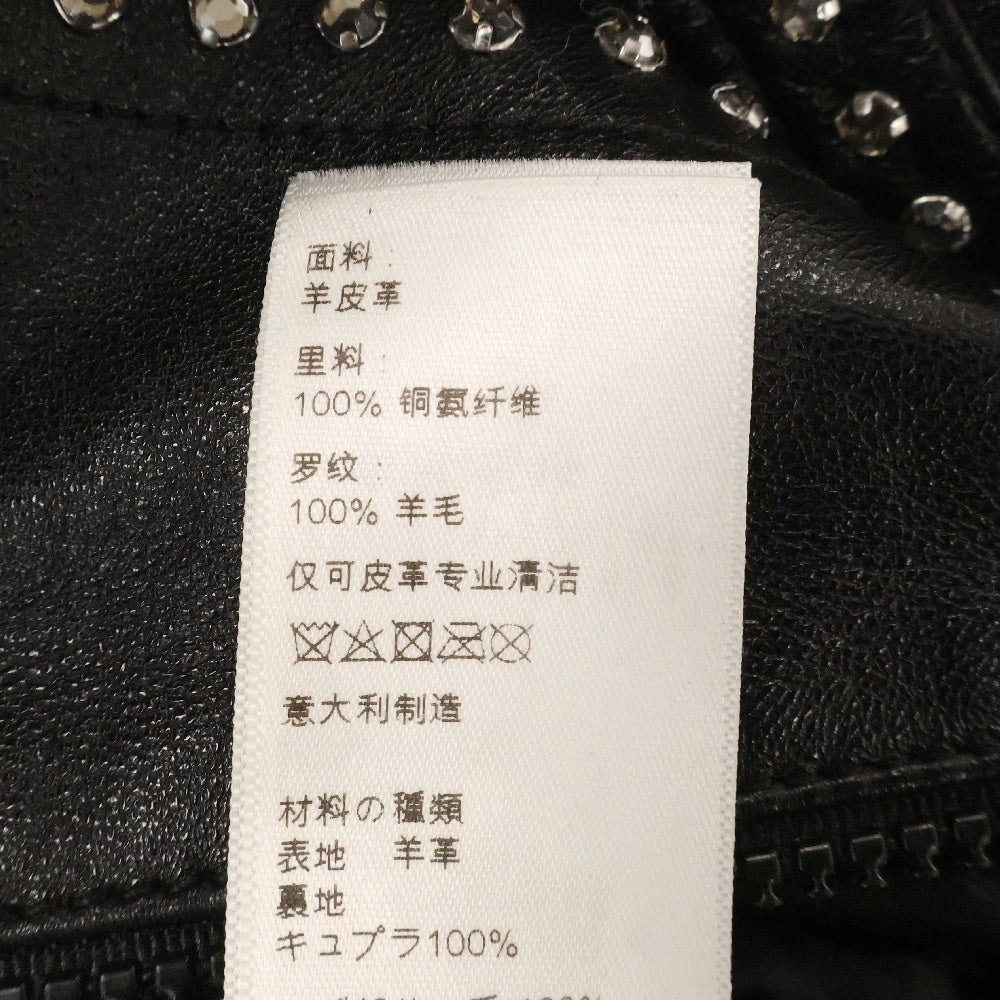 面料 :
羊皮革
里料 :
100% 铜氨纤维
罗纹 :
100% 羊毛
仅可皮革专业清洁
意大利制造
材料の種類
表地 羊革
裏地
キュプラ100%